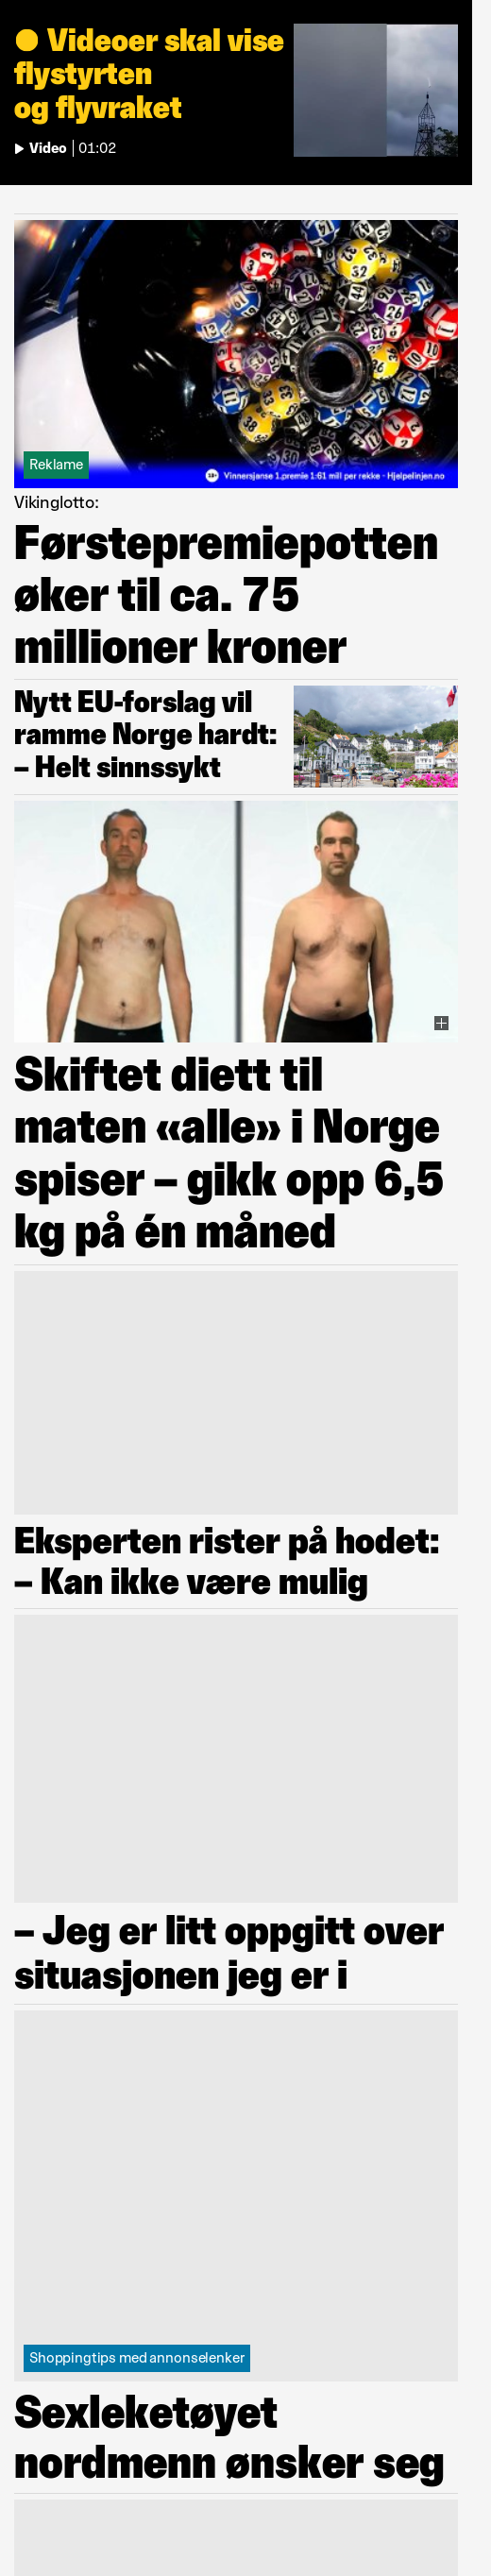 Videoer skal vise
flystyrten
og flyvraket
Video | 01:02
Reklame
18+ Vinnersjanse 1.premie 1:61 mill per rekke - Hjelpelinjen.no
Vikinglotto:
Førstepremiepotten
øker til ca. 75
millioner kroner
Nytt EU-forslag vil
ramme Norge hardt:
– Helt sinnssykt
Skiftet diett til
maten «alle» i Norge
spiser – gikk opp 6,5
kg på én måned
Eksperten rister på hodet:
– Kan ikke være mulig
– Jeg er litt oppgitt over
situasjonen jeg er i
Shoppingtips med annonselenker
Sexleketøyet
nordmenn ønsker seg